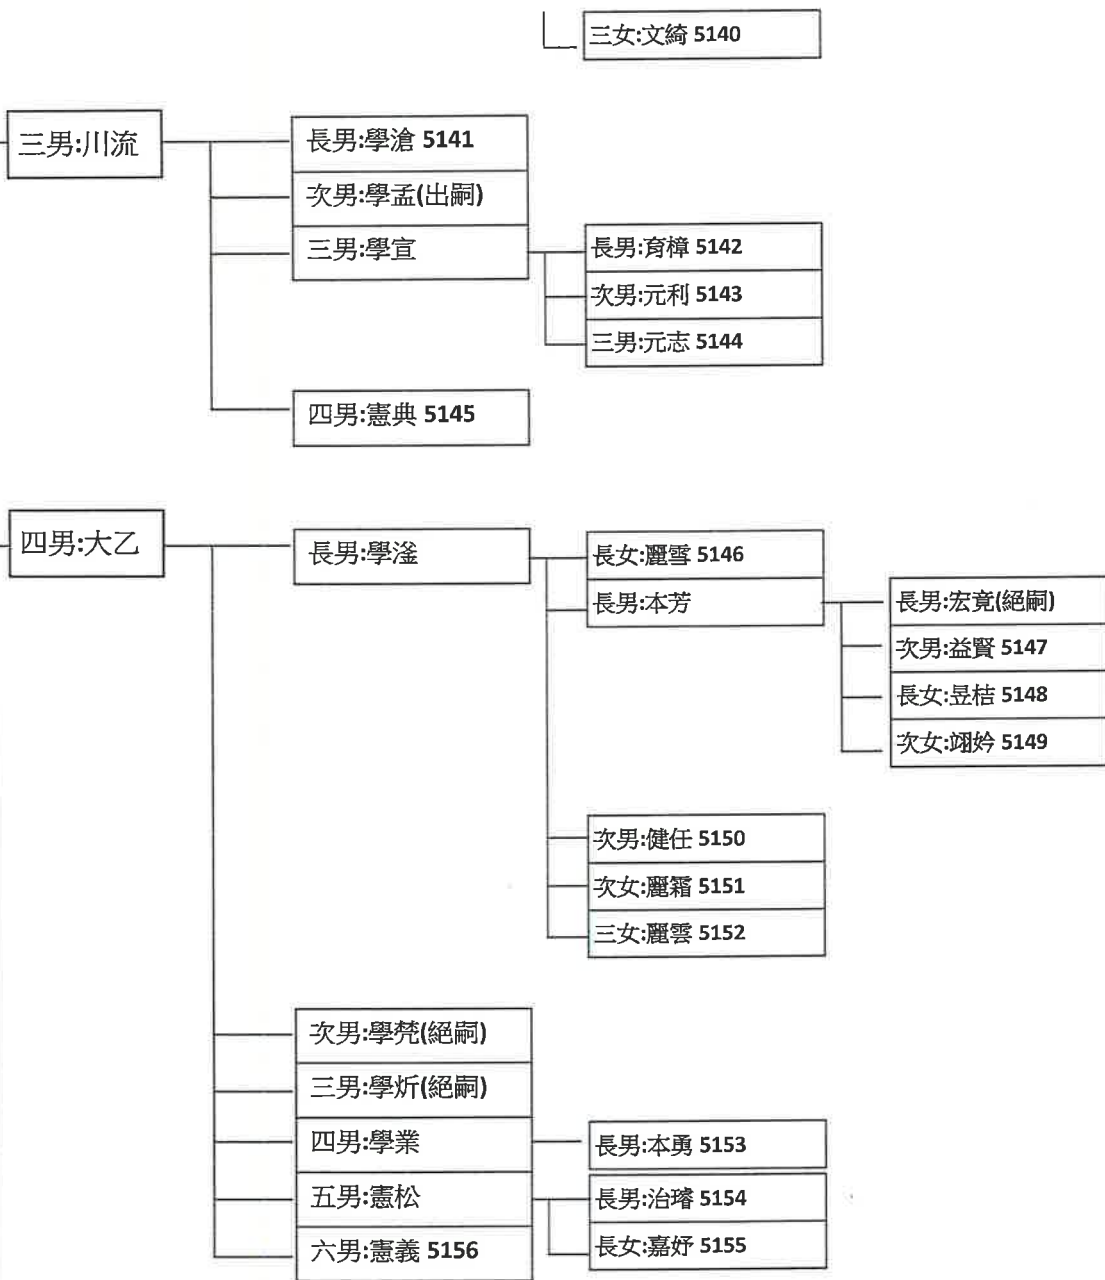 三女:文綺 5140
三男:川流
長男:學滄 5141
次男:學孟(出嗣)
三男:學宣
長男:育樟 5142
次男:元利 5143
三男:元志 5144
四男:憲典 5145
四男:大乙
長男:學滏
長女:麗雪 5146
長男:本芳
長男:宏竟(絕嗣)
次男:益賢 5147
長女:昱桔 5148
次女:翊妗 5149
次男:健任 5150
次女:麗霜 5151
三女:麗雲 5152
次男:學梵(絕嗣)
三男:學炘(絕嗣)
四男:學業
長男:本勇 5153
五男:憲松
長男:治璿 5154
長女:嘉妤 5155
六男:憲義 5156